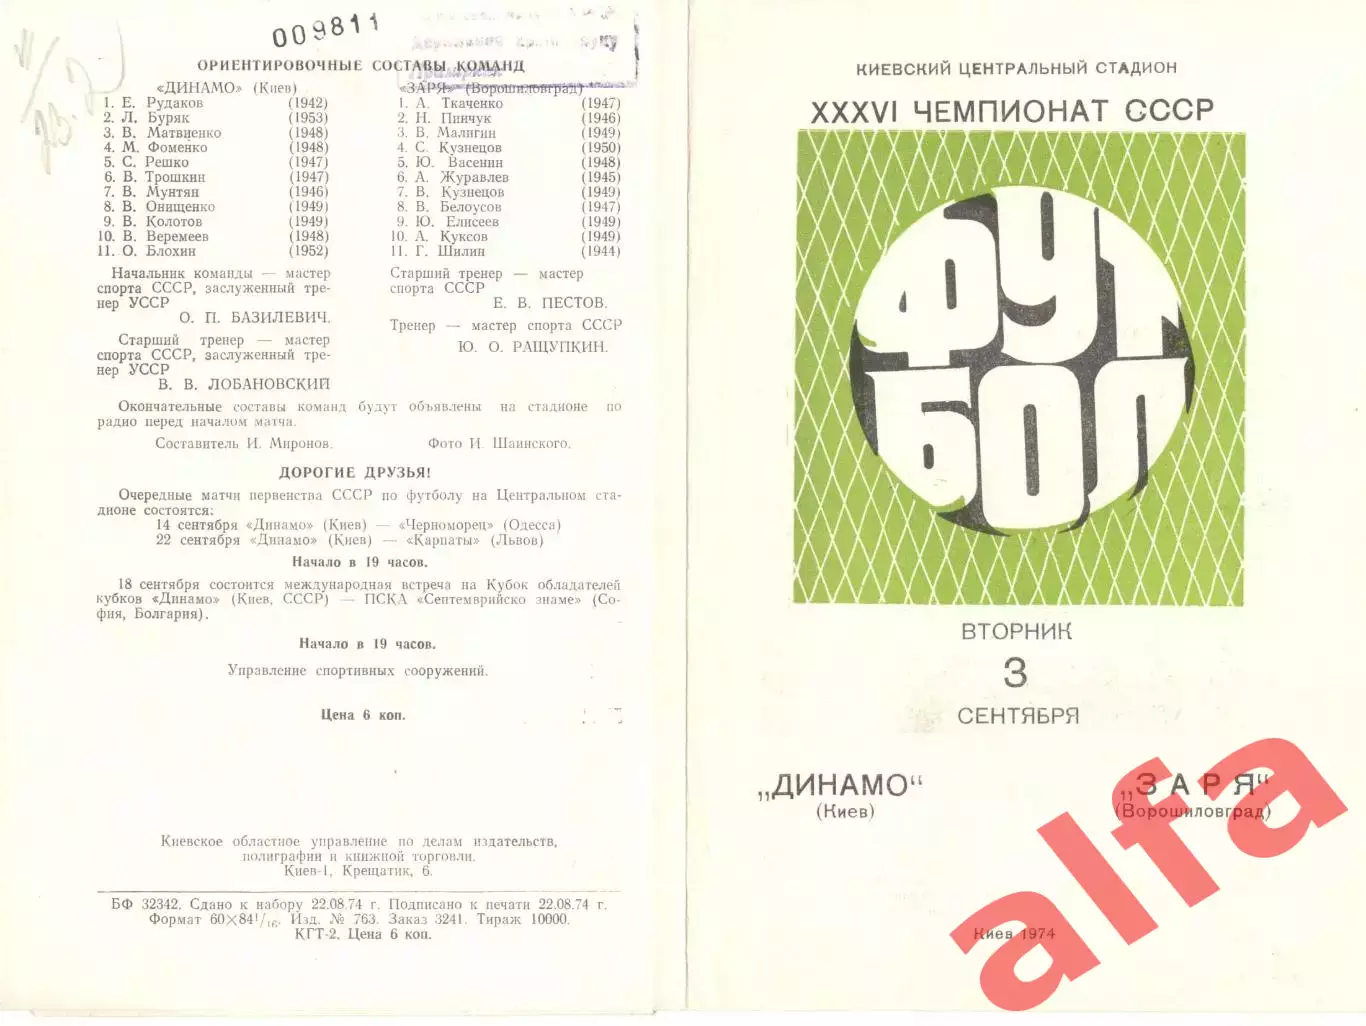 009811
ОРИЕНТИРОВОЧНЫЕ СОСТАВЫ КОМАНД
«ДИНАМО» (Киев)
1. Е. Рудаков (1942)
2. Л. Буряк (1953)
3. В. Матвиенко (1948)
4. М. Фоменко (1948)
5. С. Решко (1947)
6. В. Трошкин (1947)
7. В. Мунтян (1946)
8. В. Онищенко (1949)
9. В. Колотов (1949)
10. В. Веремеев (1948)
11. О. Блохин (1952)
Начальник команды — мастер
спорта СССР, заслуженный тре-
нер УССР
О. П. БАЗИЛЕВИЧ.
Старший тренер — мастер
спорта СССР, заслуженный тре-
нер УССР
В. В. ЛОБАНОВСКИЙ
«ЗАРЯ» (Ворошиловград)
1. А. Ткаченко (1947)
2. Н. Пинчук (1946)
3. В. Малигин (1949)
4. С. Кузнецов (1950)
5. Ю. Васенин (1948)
6. А. Журавлев (1945)
7. В. Кузнецов (1949)
8. В. Белоусов (1947)
9. Ю. Елисеев (1949)
10. А. Куксов (1949)
11. Г. Шилин (1944)
Старший тренер — мастер
спорта СССР
Е. В. ПЕСТОВ.
Тренер — мастер спорта СССР
Ю. О. РАЩУПКИН.
Окончательные составы команд будут объявлены на стадионе по
радио перед началом матча.
Составитель И. Миронов. Фото И. Шаинского.
ДОРОГИЕ ДРУЗЬЯ!
Очередные матчи первенства СССР по футболу на Центральном ста-
дионе состоятся:
14 сентября «Динамо» (Киев) — «Черноморец» (Одесса)
22 сентября «Динамо» (Киев) — «Карпаты» (Львов)
Начало в 19 часов.
18 сентября состоится международная встреча на Кубок обладателей
кубков «Динамо» (Киев, СССР) — ПСКА «Септемврийско знаме» (Со-
фия, Болгария).
Начало в 19 часов.
Управление спортивных сооружений.
Цена 6 коп.
Киевское областное управление по делам издательств,
полиграфии и книжной торговли.
Киев-1, Крещатик, 6.
БФ 32342. Сдано к набору 22.08.74 г. Подписано к печати 22.08.74 г.
Формат 60×84¹/₁₆. Изд. № 763. Заказ 3241. Тираж 10000.
КГТ-2. Цена 6 коп.
КИЕВСКИЙ ЦЕНТРАЛЬНЫЙ СТАДИОН
XXXVI ЧЕМПИОНАТ СССР
ФУТ
БОЛ
ВТОРНИК
3
СЕНТЯБРЯ
„ДИНАМО“
(Киев)
„ЗАРЯ“
(Ворошиловград)
Киев 1974
alfa